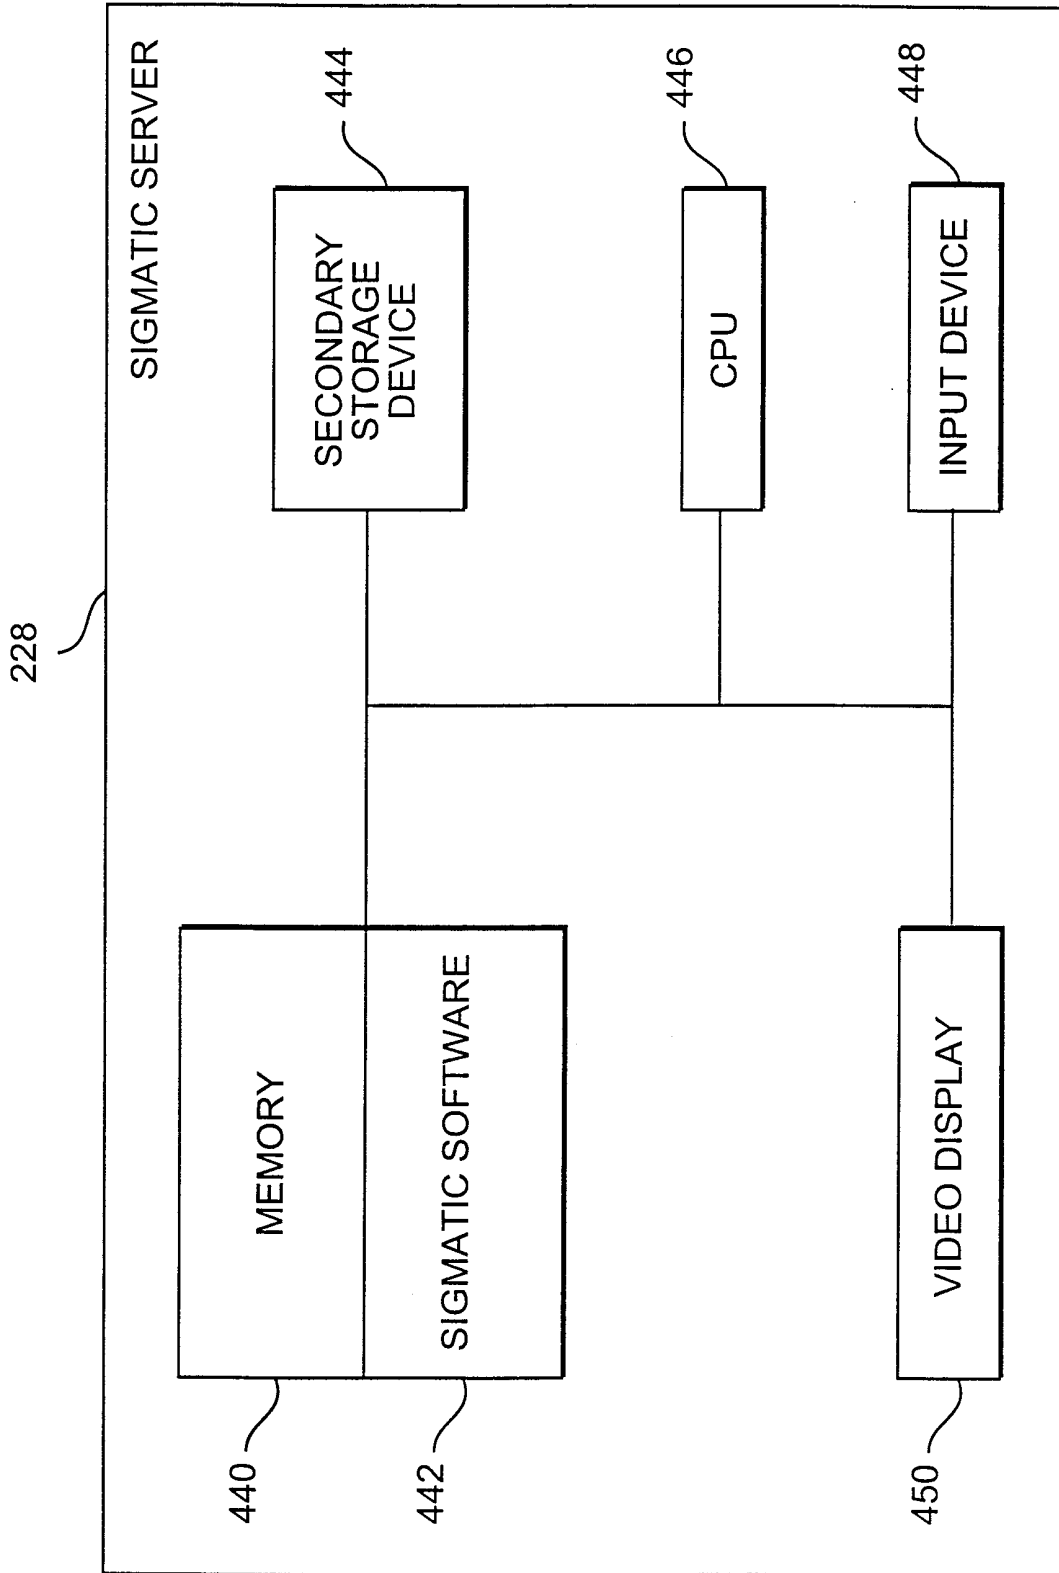 228
SIGMATIC SERVER
440
MEMORY
442
SIGMATIC SOFTWARE
SECONDARY
STORAGE
DEVICE
444
CPU
446
450
VIDEO DISPLAY
INPUT DEVICE
448